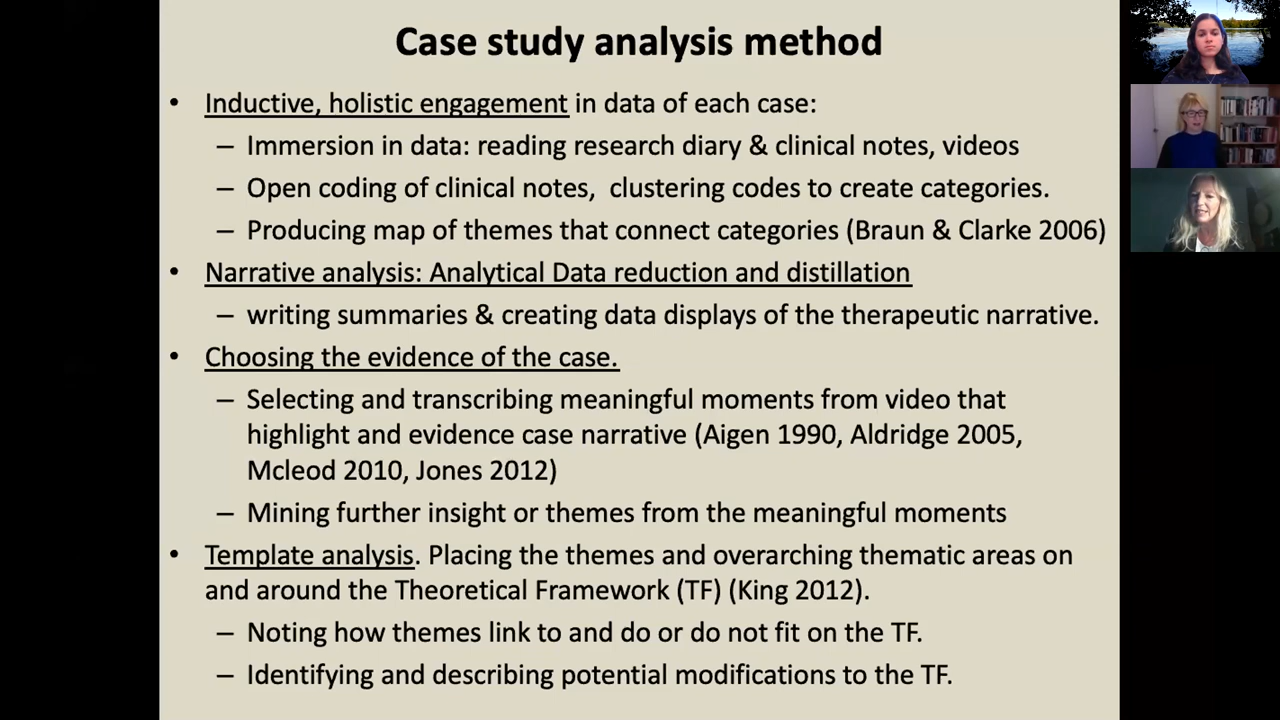 Case study analysis method
• Inductive, holistic engagement in data of each case:
– Immersion in data: reading research diary & clinical notes, videos
– Open coding of clinical notes, clustering codes to create categories.
– Producing map of themes that connect categories (Braun & Clarke 2006)
• Narrative analysis: Analytical Data reduction and distillation
– writing summaries & creating data displays of the therapeutic narrative.
• Choosing the evidence of the case.
– Selecting and transcribing meaningful moments from video that
highlight and evidence case narrative (Aigen 1990, Aldridge 2005,
Mcleod 2010, Jones 2012)
– Mining further insight or themes from the meaningful moments
• Template analysis. Placing the themes and overarching thematic areas on
and around the Theoretical Framework (TF) (King 2012).
– Noting how themes link to and do or do not fit on the TF.
– Identifying and describing potential modifications to the TF.